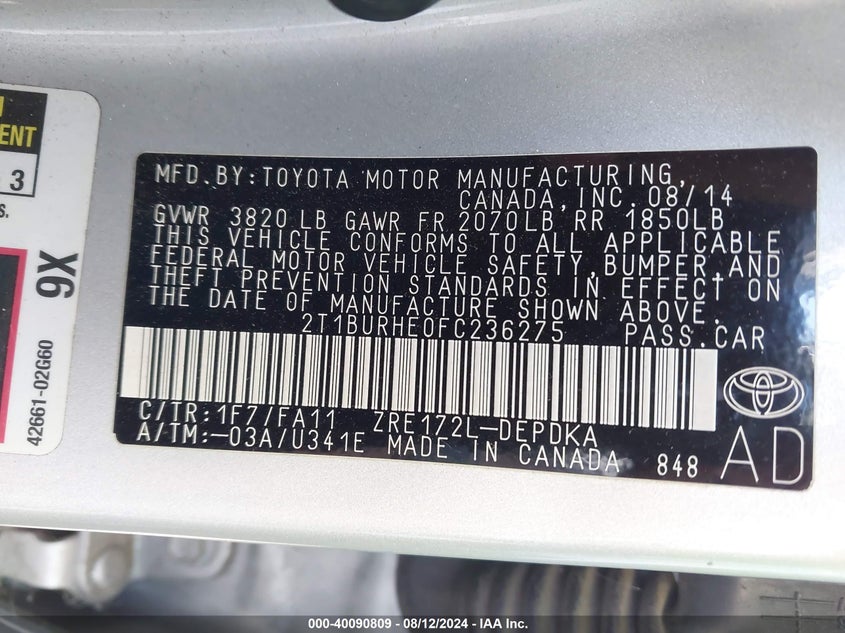 ENT
3
S.
9X
42661-02G60
MFD.BY:TOYOTA MOTOR MANUFACTURING,
CANADA,INC.08/14
GVWR 3820 LB GAWR FR 2070LB RR 1850LB
THIS VEHICLE CONFORMS TO ALL APPLICABLE
FEDERAL MOTOR VEHICLE SAFETY,BUMPER,AND
THEFT PREVENTION STANDARDS IN EFFECT ON
THE DATE OF MANUFACTURE SHOWN ABOVE.
2T1BURHE0FC236275 PASS.CAR
C/TR:1F7/FA11 ZRE172L-DEPDKA
A/TM:-03A/U341E MADE IN CANADA 848
AD
000-40090809 - 08/12/2024 - IAA Inc.